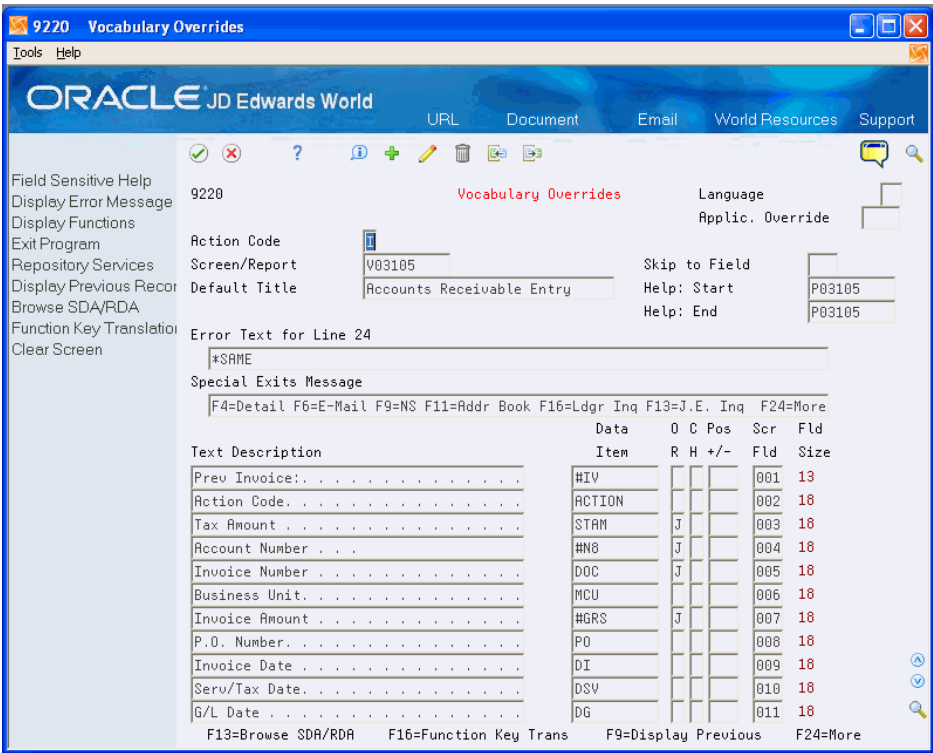 9220 Vocabulary Overrides
Tools Help
ORACLE JD Edwards World
URL Document Email World Resources Support
Field Sensitive Help
Display Error Message
Display Functions
Exit Program
Repository Services
Display Previous Recor
Browse SDA/RDA
Function Key Translation
Clear Screen
9220 Vocabulary Overrides Language
Applic. Override
Action Code I
Screen/Report V03105 Skip to Field
Default Title Accounts Receivable Entry Help: Start P03105
Help: End P03105
Error Text for Line 24
*SAME
Special Exits Message
F4=Detail F6=E-Mail F9=NS F11=Addr Book F16=Ldgr Inq F13=J.E. Inq F24=More
Data O C Pos Scr Fld
Text Description Item R H +/- Fld Size
Prev Invoice:. . . . . . . . . . . . . . . #IV 001 13
Action Code. . . . . . . . . . . . . . . . ACTION 002 18
Tax Amount . . . . . . . . . . . . . . . . STAM J 003 18
Account Number . . . #N8 J 004 18
Invoice Number . . . . . . . . . . . . . . DOC J 005 18
Business Unit. . . . . . . . . . . . . . . MCU 006 18
Invoice Amount . . . . . . . . . . . . . . #GRS J 007 18
P.O. Number. . . . . . . . . . . . . . . . PO 008 18
Invoice Date . . . . . . . . . . . . . . . DI 009 18
Serv/Tax Date. . . . . . . . . . . . . . . DSV 010 18
G/L Date . . . . . . . . . . . . . . . . . DG 011 18
F13=Browse SDA/RDA F16=Function Key Trans F9=Display Previous F24=More